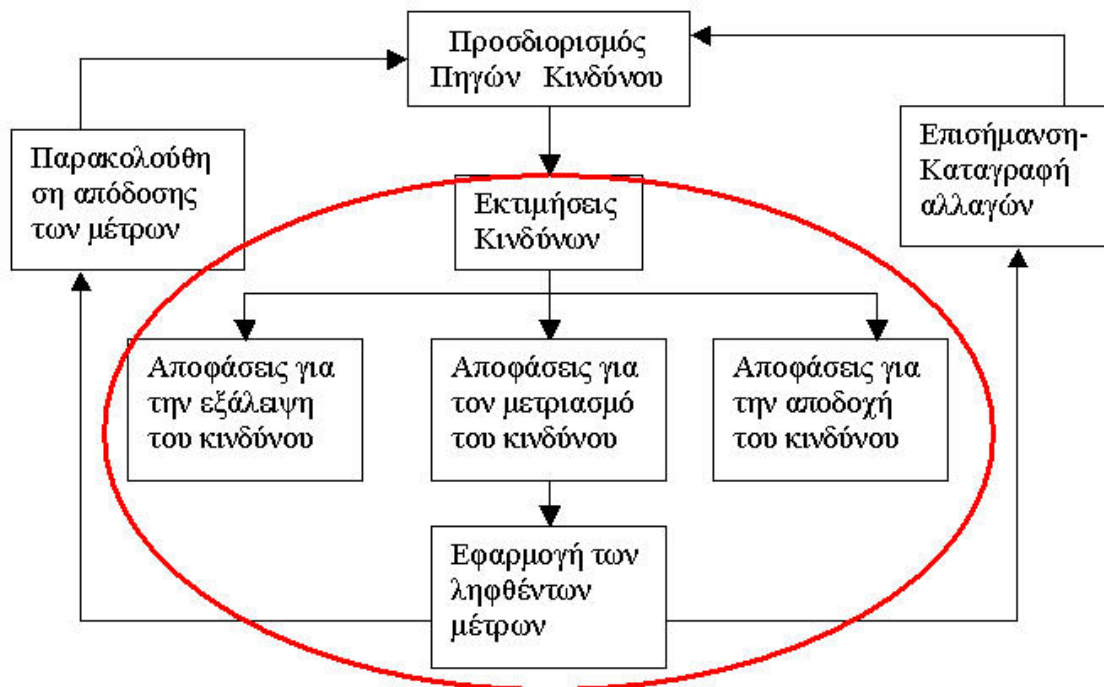 Προσδιορισμός
Πηγών Κινδύνου
Παρακολούθη
ση απόδοσης
των μέτρων
Επισήμανση-
Καταγραφή
αλλαγών
Εκτιμήσεις
Κινδύνων
Αποφάσεις για
την εξάλειψη
του κινδύνου
Αποφάσεις για
τον μετριασμό
του κινδύνου
Αποφάσεις για
την αποδοχή
του κινδύνου
Εφαρμογή των
ληφθέντων
μέτρων